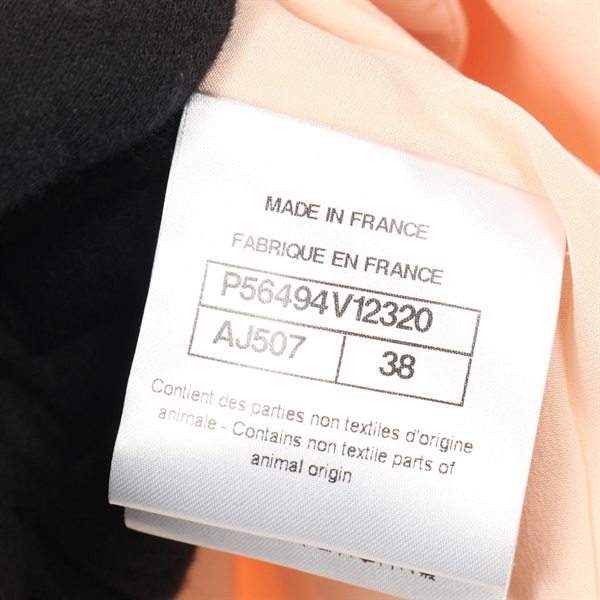 MADE IN FRANCE
FABRIQUE EN FRANCE
P56494V12320
AJ507 38
Contient des parties non textiles d'origine
animale - Contains non textile parts of
animal origin